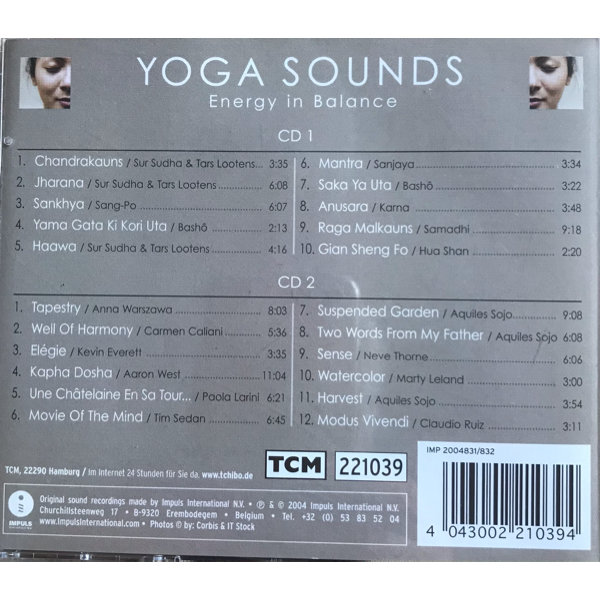 YOGA SOUNDS
Energy in Balance
CD 1
1. Chandrakauns / Sur Sudha & Tars Lootens... 3:35
2. Jharana / Sur Sudha & Tars Lootens 6:08
3. Sankhya / Sang-Po 6:07
4. Yama Gata Ki Kori Uta / Bashô 2:13
5. Haawa / Sur Sudha & Tars Lootens 4:16
6. Mantra / Sanjaya 3:34
7. Saka Ya Uta / Bashô 3:22
8. Anusara / Karna 3:48
9. Raga Malkauns / Samadhi 9:18
10. Gian Sheng Fo / Hua Shan 2:20
CD 2
1. Tapestry / Anna Warszawa 8:03
2. Well Of Harmony / Carmen Caliani 5:36
3. Elégie / Kevin Everett 3:35
4. Kapha Dosha / Aaron West 11:04
5. Une Châtelaine En Sa Tour... / Paola Larini 6:21
6. Movie Of The Mind / Tim Sedan 6:45
7. Suspended Garden / Aquiles Sojo 9:08
8. Two Words From My Father / Aquiles Sojo 6:08
9. Sense / Neve Thorne 6:06
10. Watercolor / Marty Leland 3:00
11. Harvest / Aquiles Sojo 3:54
12. Modus Vivendi / Claudio Ruiz 3:11
TCM, 22290 Hamburg / Im Internet 24 Stunden für Sie da. www.tchibo.de
TCM 221039
IMP 2004831/832
IMPULS
Original sound recordings made by Impuls International N.V. • ℗ & © 2004 Impuls International N.V.
Churchillsteenweg 17 • B-9320 Erembodegem • Belgium • Tel. +32 (0) 53 83 52 04
www.ImpulsInternational.com • Photos © by: Corbis & IT Stock
4 043002 210394